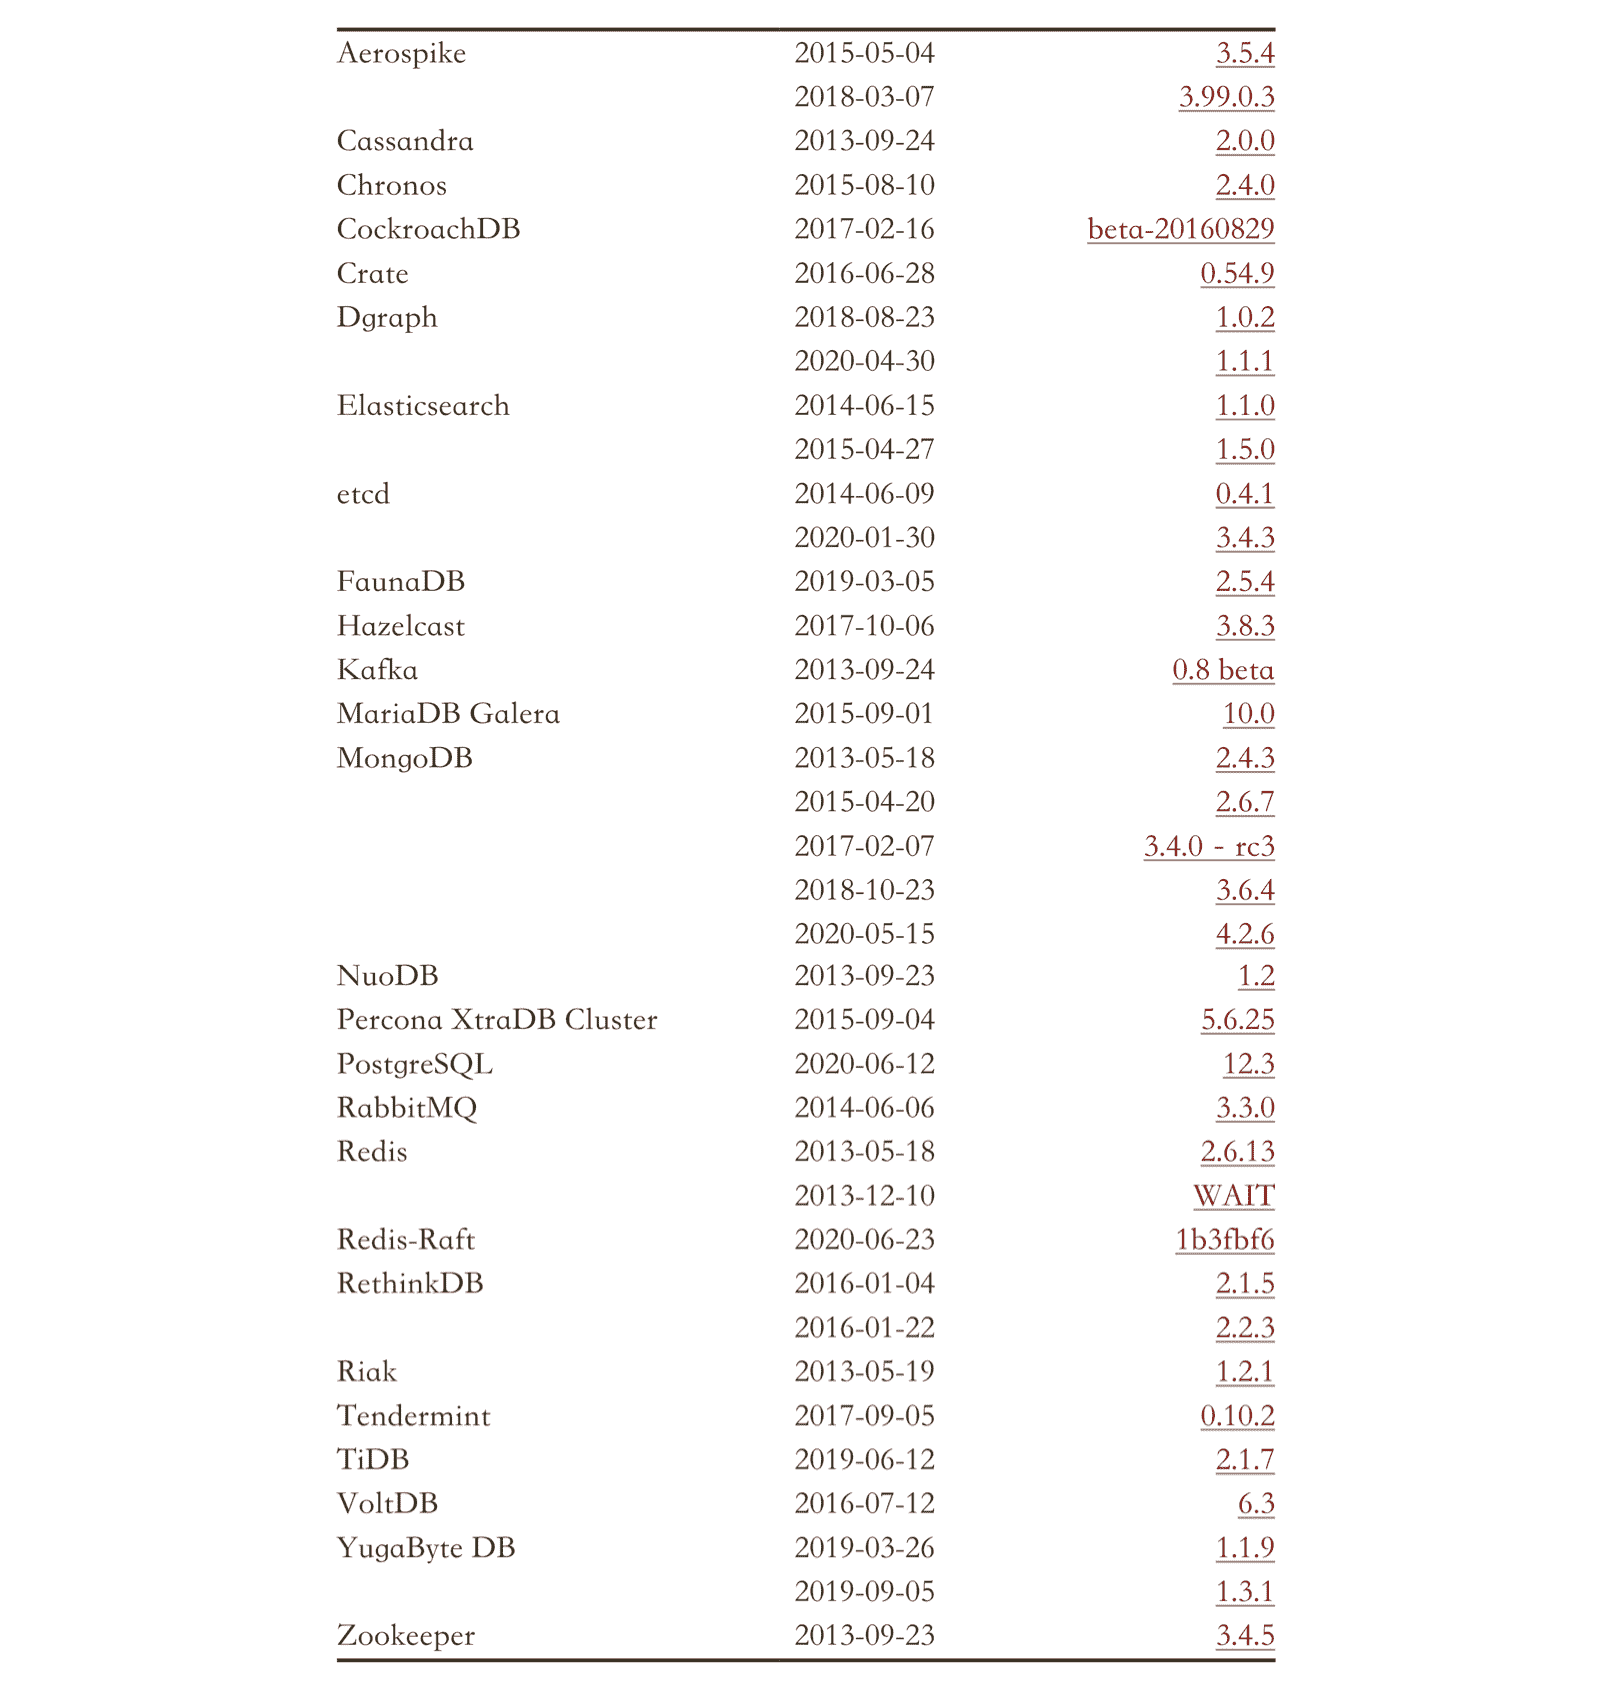 Aerospike 2015-05-04 3.5.4
2018-03-07 3.99.0.3
Cassandra 2013-09-24 2.0.0
Chronos 2015-08-10 2.4.0
CockroachDB 2017-02-16 beta-20160829
Crate 2016-06-28 0.54.9
Dgraph 2018-08-23 1.0.2
2020-04-30 1.1.1
Elasticsearch 2014-06-15 1.1.0
2015-04-27 1.5.0
etcd 2014-06-09 0.4.1
2020-01-30 3.4.3
FaunaDB 2019-03-05 2.5.4
Hazelcast 2017-10-06 3.8.3
Kafka 2013-09-24 0.8 beta
MariaDB Galera 2015-09-01 10.0
MongoDB 2013-05-18 2.4.3
2015-04-20 2.6.7
2017-02-07 3.4.0 - rc3
2018-10-23 3.6.4
2020-05-15 4.2.6
NuoDB 2013-09-23 1.2
Percona XtraDB Cluster 2015-09-04 5.6.25
PostgreSQL 2020-06-12 12.3
RabbitMQ 2014-06-06 3.3.0
Redis 2013-05-18 2.6.13
2013-12-10 WAIT
Redis-Raft 2020-06-23 1b3fbf6
RethinkDB 2016-01-04 2.1.5
2016-01-22 2.2.3
Riak 2013-05-19 1.2.1
Tendermint 2017-09-05 0.10.2
TiDB 2019-06-12 2.1.7
VoltDB 2016-07-12 6.3
YugaByte DB 2019-03-26 1.1.9
2019-09-05 1.3.1
Zookeeper 2013-09-23 3.4.5